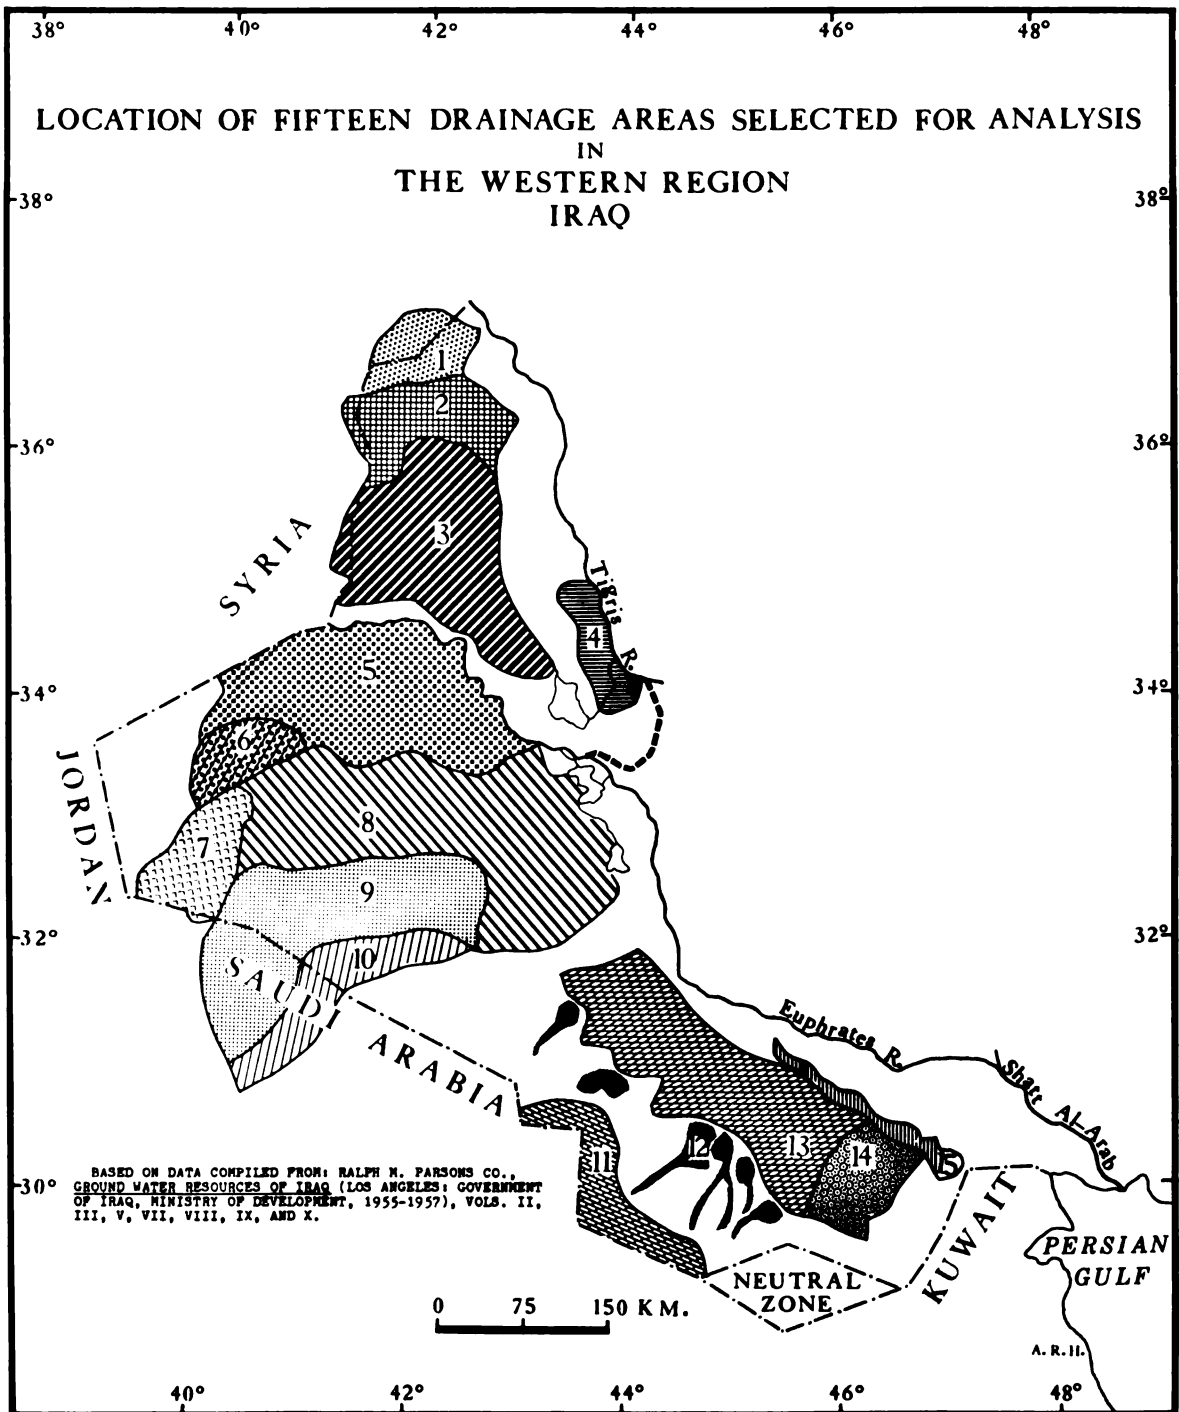 38° 40° 42° 44° 46° 48°
LOCATION OF FIFTEEN DRAINAGE AREAS SELECTED FOR ANALYSIS
IN
THE WESTERN REGION
IRAQ
38° 38°
1
2
36° 36°
3
SYRIA
Tigris R.
4
5
34° 34°
6
JORDAN
8
7
9
32° 32°
10
SAUDI ARABIA
Euphrates R.
Shatt Al-Arab
13
12
14
11
15
30°
BASED ON DATA COMPILED FROM: RALPH M. PARSONS CO.,
GROUND WATER RESOURCES OF IRAQ (LOS ANGELES: GOVERNMENT
OF IRAQ, MINISTRY OF DEVELOPMENT, 1955-1957), VOLS. II,
III, V, VII, VIII, IX, AND X.
KUWAIT
PERSIAN
GULF
NEUTRAL
ZONE
0 75 150 KM.
A.R.H.
40° 42° 44° 46° 48°